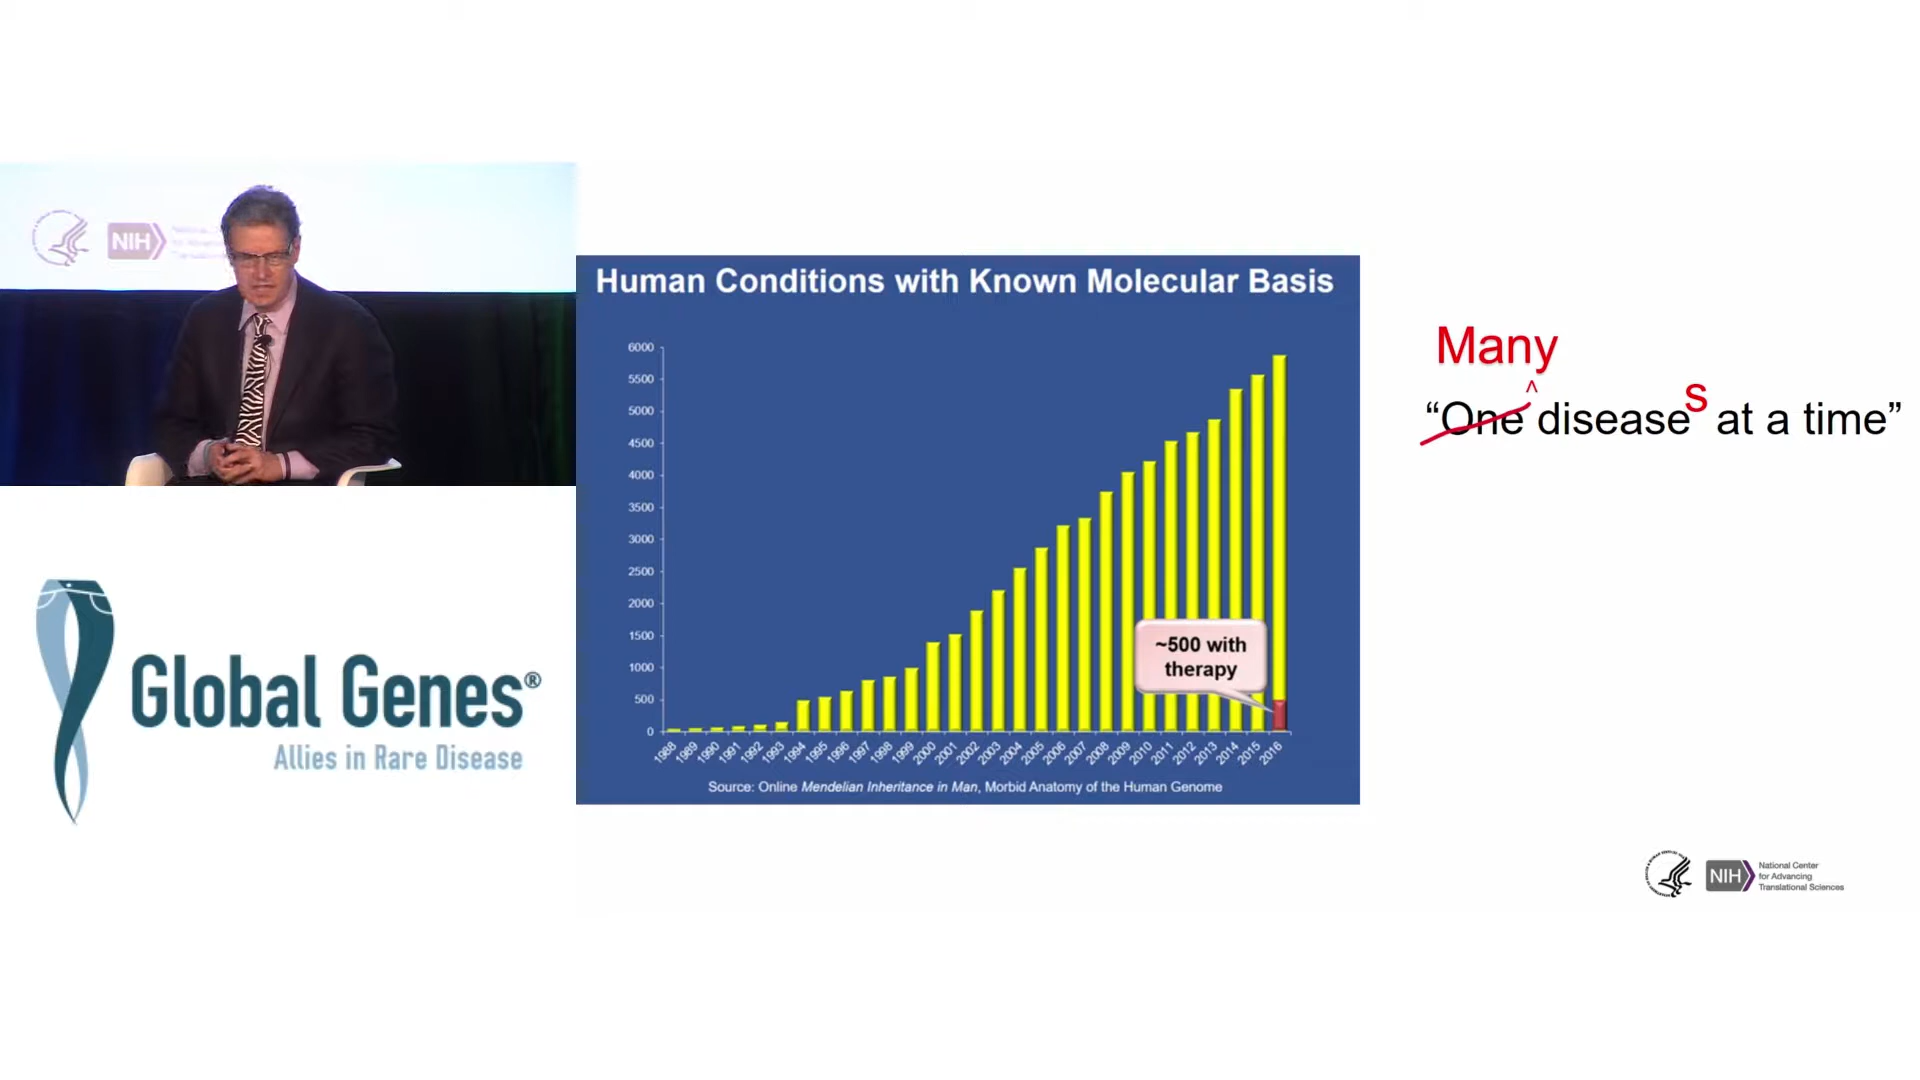 NIH
Human Conditions with Known Molecular Basis
6000
5500
5000
4500
4000
3500
3000
2500
2000
1500
1000
500
0
~500 with
therapy
1988 1989 1990 1991 1992 1993 1994 1995 1996 1997 1998 1999 2000 2001 2002 2003 2004 2005 2006 2007 2008 2009 2010 2011 2012 2013 2014 2015 2016
Source: Online Mendelian Inheritance in Man, Morbid Anatomy of the Human Genome
Many
^
“One diseases at a time”
Global Genes®
Allies in Rare Disease
NIH
National Center
for Advancing
Translational Sciences